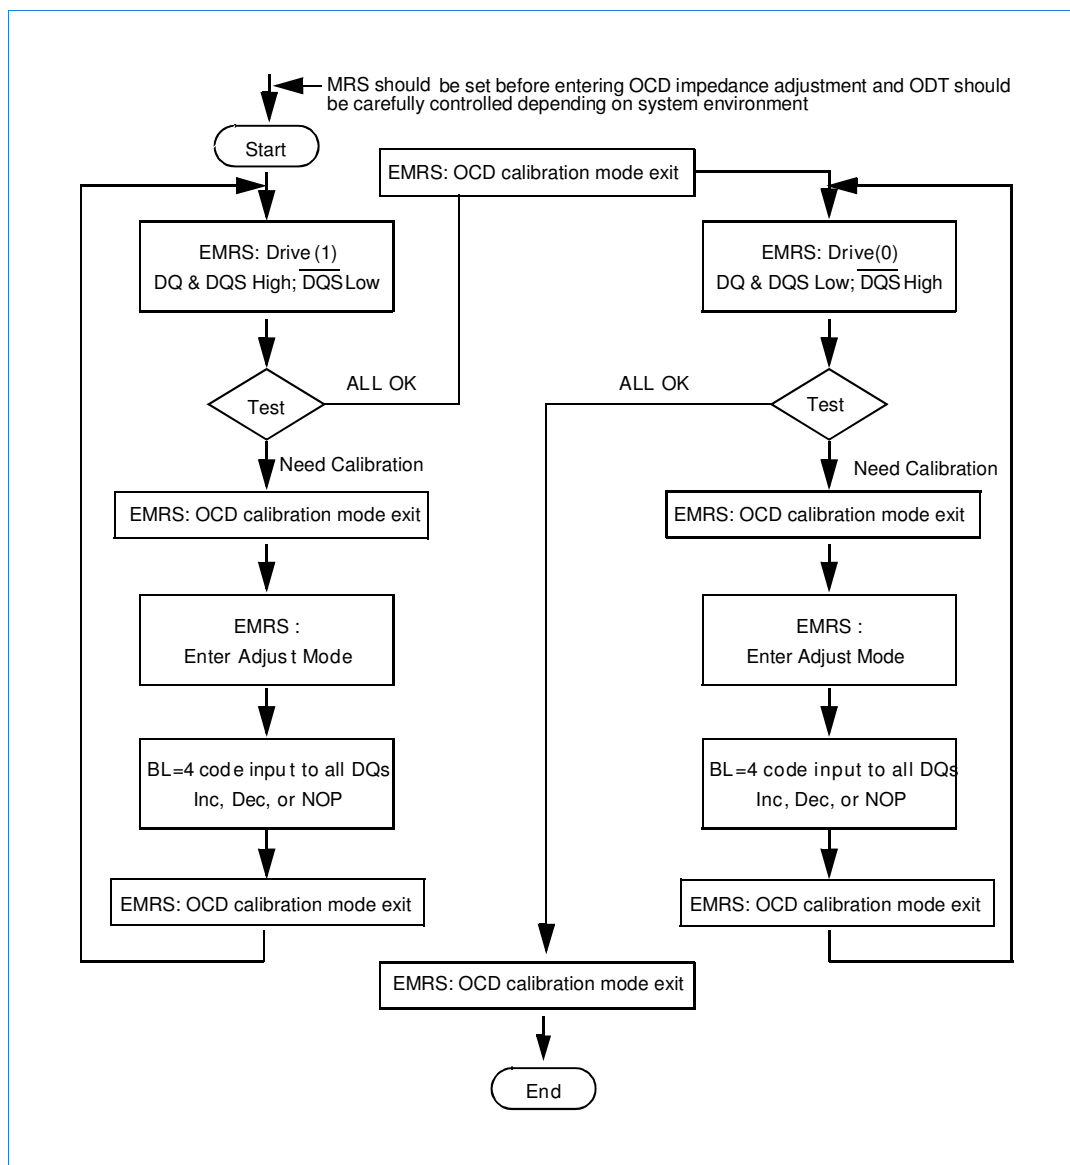 MRS should be set before entering OCD impedance adjustment and ODT should
be carefully controlled depending on system environment
Start
EMRS: OCD calibration mode exit
EMRS: Drive (1)
DQ & DQS High; D̅Q̅S̅ Low
Test
ALL OK
Need Calibration
EMRS: OCD calibration mode exit
EMRS :
Enter Adjust Mode
BL=4 code input to all DQs
Inc, Dec, or NOP
EMRS: OCD calibration mode exit
EMRS: Drive(0)
DQ & DQS Low; D̅Q̅S̅ High
ALL OK
Test
Need Calibration
EMRS: OCD calibration mode exit
EMRS :
Enter Adjust Mode
BL=4 code input to all DQs
Inc, Dec, or NOP
EMRS: OCD calibration mode exit
EMRS: OCD calibration mode exit
End